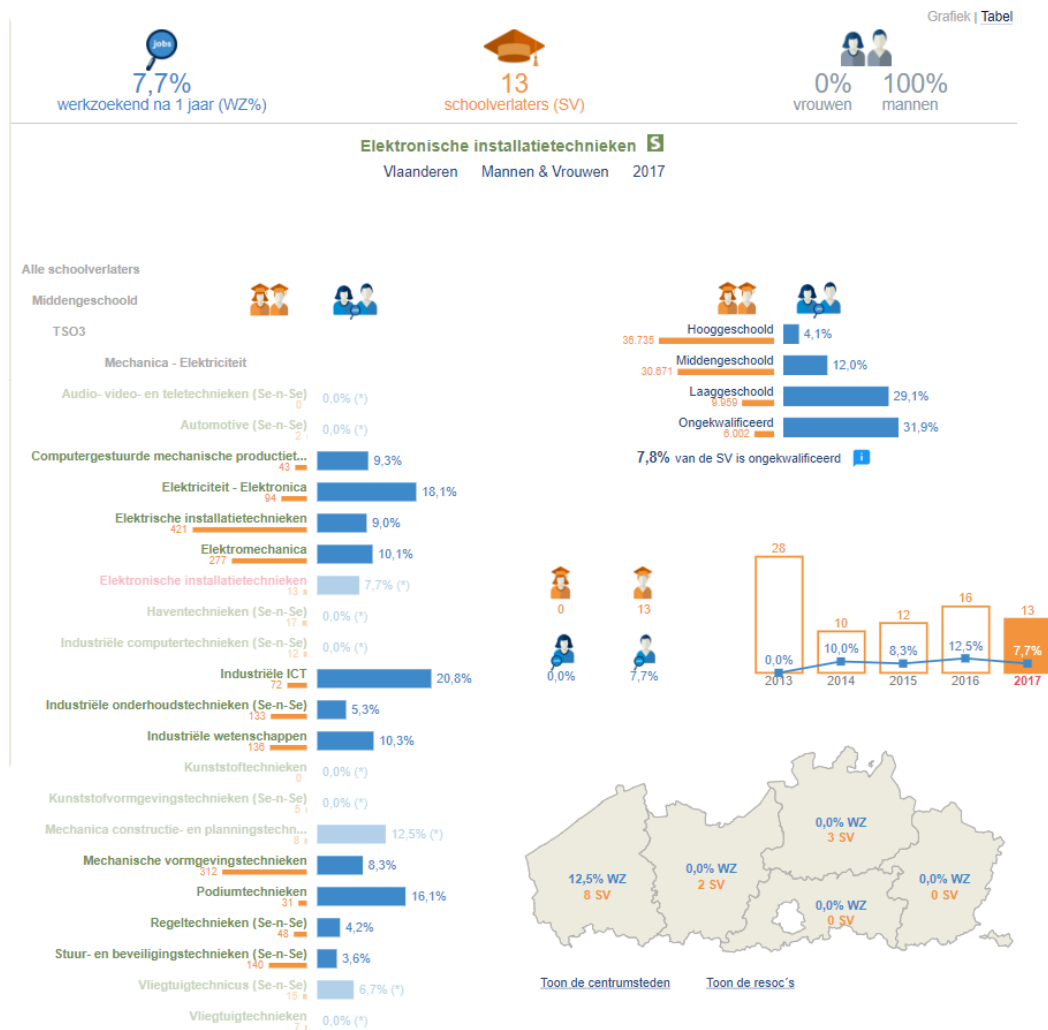 Grafiek | Tabel
jobs
7,7%
werkzoekend na 1 jaar (WZ%)
13
schoolverlaters (SV)
0% 100%
vrouwen mannen
Elektronische installatietechnieken S
Vlaanderen Mannen & Vrouwen 2017
Alle schoolverlaters
Middengeschoold
TSO3
Mechanica - Elektriciteit
Audio- video- en teletechnieken (Se-n-Se)
0 0,0% (*)
Automotive (Se-n-Se)
2 0,0% (*)
Computergestuurde mechanische productiet...
43 9,3%
Elektriciteit - Elektronica
94 18,1%
Elektrische installatietechnieken
421 9,0%
Elektromechanica
277 10,1%
Elektronische installatietechnieken
13 7,7% (*)
Haventechnieken (Se-n-Se)
17 0,0% (*)
Industriële computertechnieken (Se-n-Se)
12 0,0% (*)
Industriële ICT
72 20,8%
Industriële onderhoudstechnieken (Se-n-Se)
133 5,3%
Industriële wetenschappen
136 10,3%
Kunststoftechnieken
0 0,0% (*)
Kunststofvormgevingstechnieken (Se-n-Se)
5 0,0% (*)
Mechanica constructie- en planningstechn...
8 12,5% (*)
Mechanische vormgevingstechnieken
312 8,3%
Podiumtechnieken
31 16,1%
Regeltechnieken (Se-n-Se)
48 4,2%
Stuur- en beveiligingstechnieken (Se-n-Se)
140 3,6%
Vliegtuigtechnicus (Se-n-Se)
15 6,7% (*)
Vliegtuigtechnieken
7 0,0% (*)
Hooggeschoold
38.735 4,1%
Middengeschoold
30.671 12,0%
Laaggeschoold
9.959 29,1%
Ongekwalificeerd
6.002 31,9%
7,8% van de SV is ongekwalificeerd i
0 13
0,0% 7,7%
28 10 12 16 13
0,0% 10,0% 8,3% 12,5% 7,7%
2013 2014 2015 2016 2017
0,0% WZ
3 SV
12,5% WZ
8 SV
0,0% WZ
2 SV
0,0% WZ
0 SV
0,0% WZ
0 SV
Toon de centrumsteden Toon de resoc´s